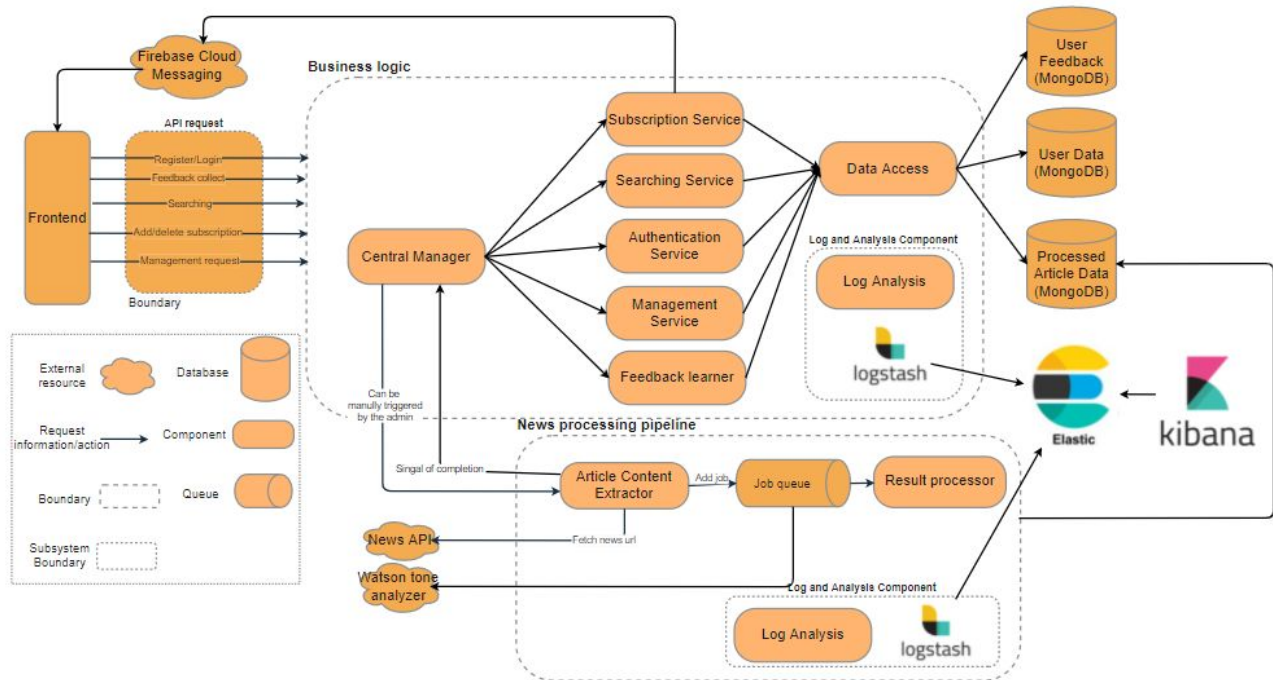 Firebase Cloud
Messaging
Business logic
API request
Frontend
Register/Login
Feedback collect
Searching
Add/delete subscription
Management request
Boundary
Central Manager
Subscription Service
Searching Service
Authentication
Service
Management
Service
Feedback learner
Data Access
Log and Analysis Component
Log Analysis
logstash
User
Feedback
(MongoDB)
User Data
(MongoDB)
Processed
Article Data
(MongoDB)
Elastic
kibana
External
resource
Database
Request
information/action
Component
Boundary
Queue
Subsystem
Boundary
Can be
manully triggered
by the admin
Singal of completion
News processing pipeline
Article Content
Extractor
Add job
Job queue
Result processor
Fetch news url
News API
Watson tone
analyzer
Log and Analysis Component
Log Analysis
logstash